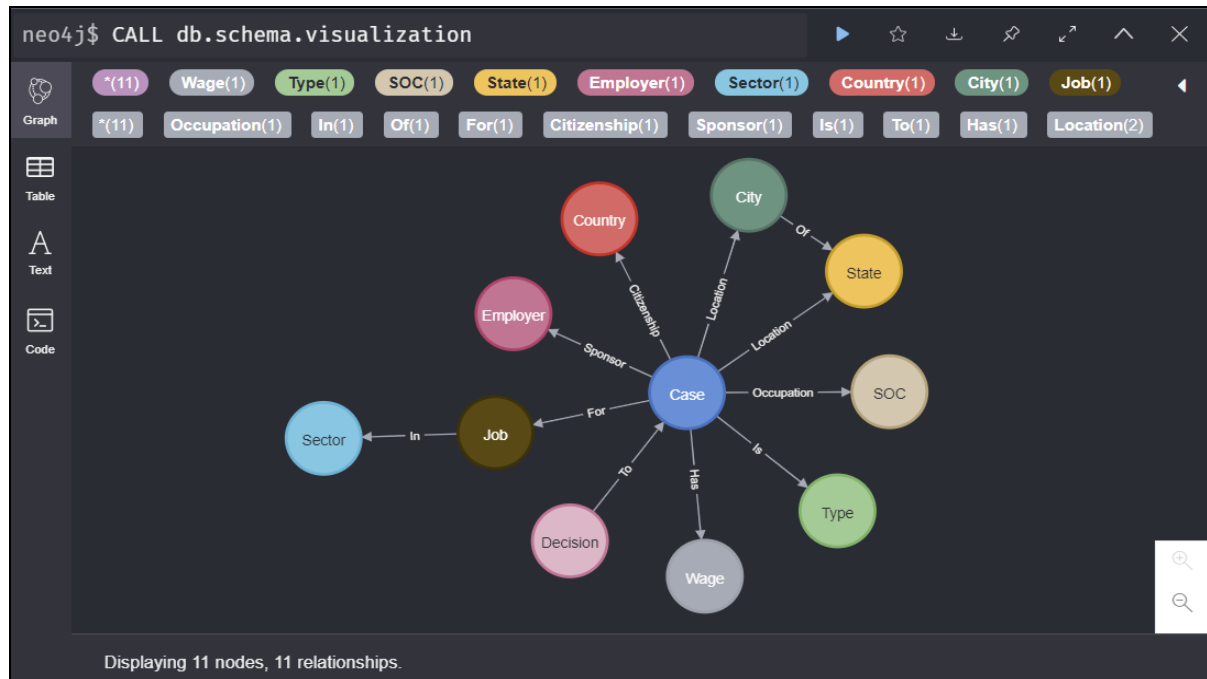 neo4j$ CALL db.schema.visualization
Graph
*(11) Wage(1) Type(1) SOC(1) State(1) Employer(1) Sector(1) Country(1) City(1) Job(1)
*(11) Occupation(1) In(1) Of(1) For(1) Citizenship(1) Sponsor(1) Is(1) To(1) Has(1) Location(2)
Table
A
Text
Code
City
Country
Of
State
Citizenship
Location
Employer
Location
Sponsor
Case
Occupation
SOC
For
Job
In
Sector
Is
To
Has
Type
Decision
Wage
Displaying 11 nodes, 11 relationships.